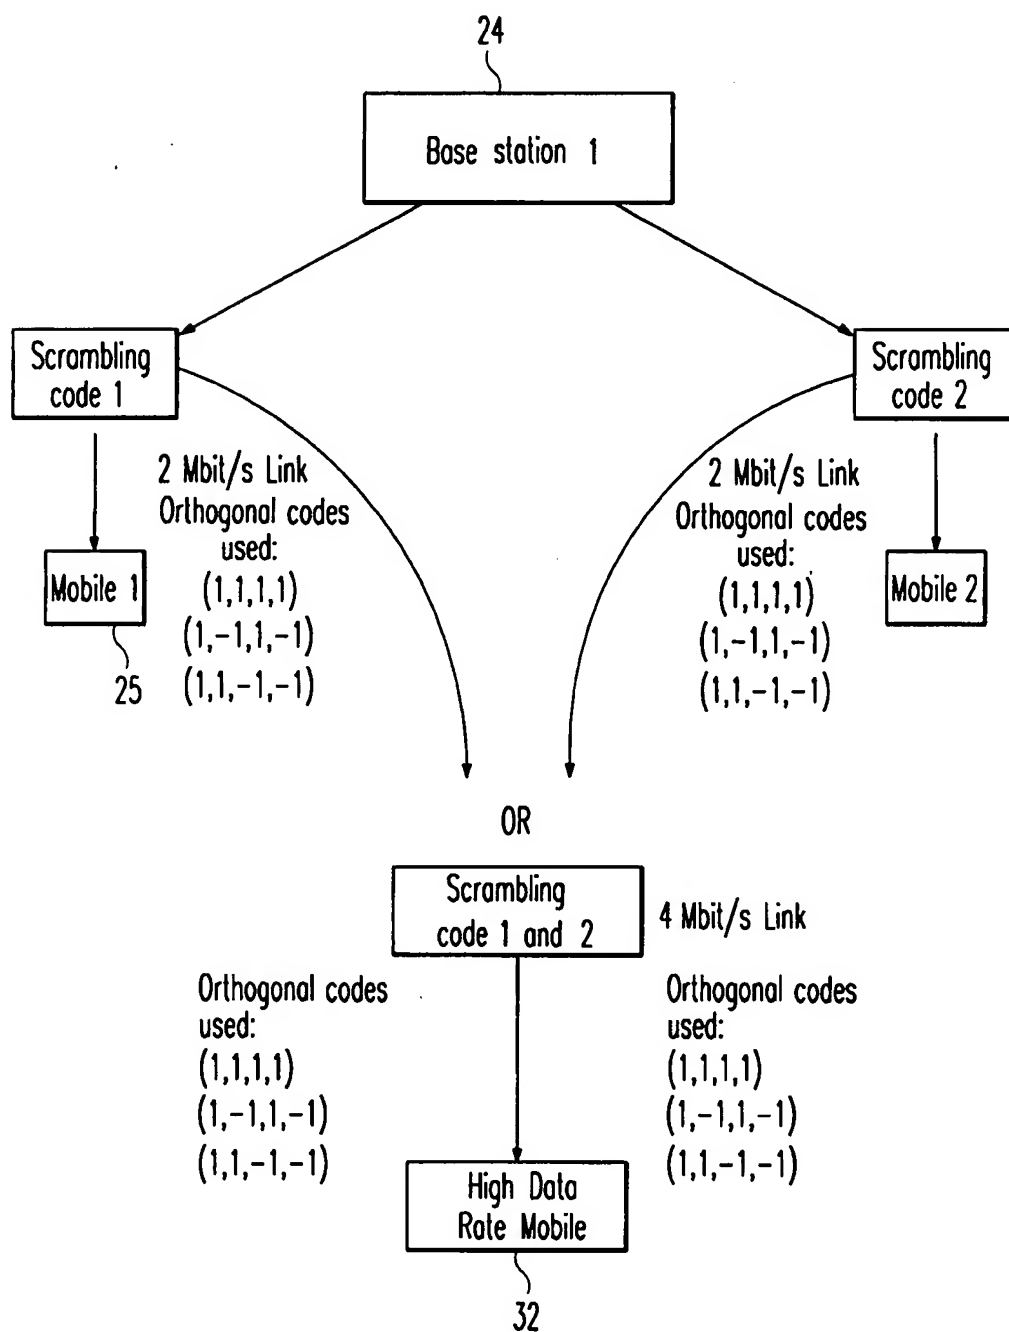 24
Base station 1
Scrambling
code 1
Scrambling
code 2
2 Mbit/s Link
Orthogonal codes
used:
(1,1,1,1)
(1,-1,1,-1)
(1,1,-1,-1)
2 Mbit/s Link
Orthogonal codes
used:
(1,1,1,1)
(1,-1,1,-1)
(1,1,-1,-1)
Mobile 1
25
Mobile 2
OR
Scrambling
code 1 and 2
4 Mbit/s Link
Orthogonal codes
used:
(1,1,1,1)
(1,-1,1,-1)
(1,1,-1,-1)
Orthogonal codes
used:
(1,1,1,1)
(1,-1,1,-1)
(1,1,-1,-1)
High Data
Rate Mobile
32